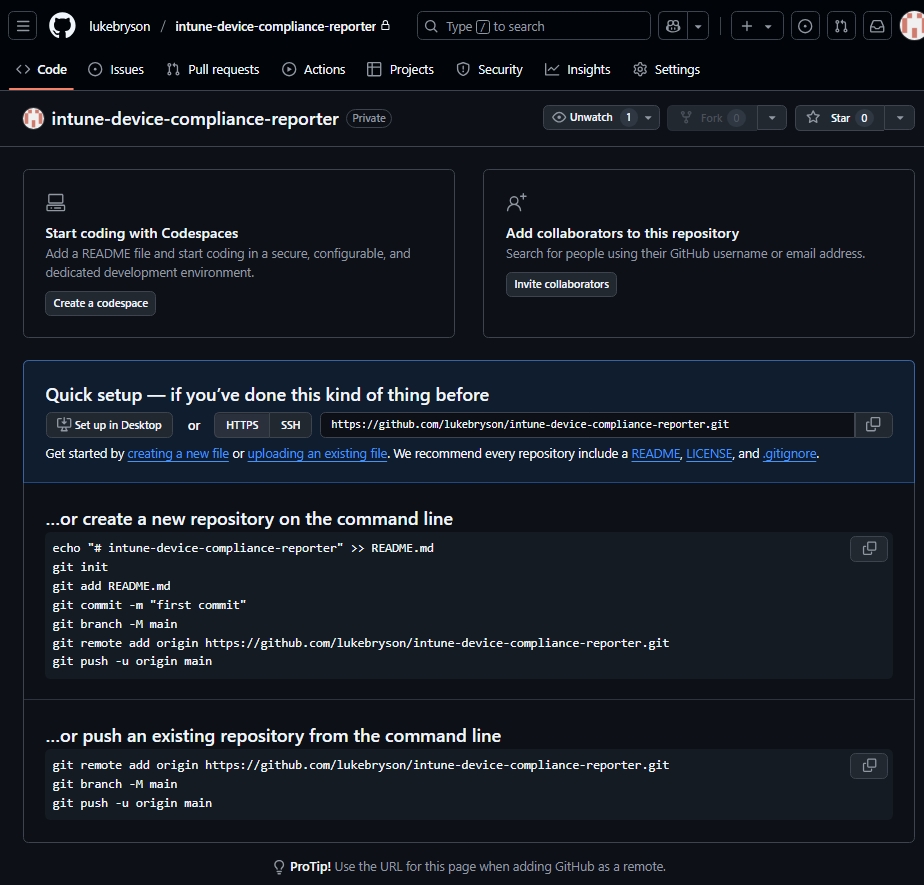 lukebryson / intune-device-compliance-reporter
Type / to search
Code
Issues
Pull requests
Actions
Projects
Security
Insights
Settings
intune-device-compliance-reporter Private
Unwatch 1
Fork 0
Star 0
Start coding with Codespaces
Add a README file and start coding in a secure, configurable, and
dedicated development environment.
Create a codespace
Add collaborators to this repository
Search for people using their GitHub username or email address.
Invite collaborators
Quick setup — if you’ve done this kind of thing before
Set up in Desktop or HTTPS SSH https://github.com/lukebryson/intune-device-compliance-reporter.git
Get started by creating a new file or uploading an existing file. We recommend every repository include a README, LICENSE, and .gitignore.
…or create a new repository on the command line
echo "# intune-device-compliance-reporter" >> README.md
git init
git add README.md
git commit -m "first commit"
git branch -M main
git remote add origin https://github.com/lukebryson/intune-device-compliance-reporter.git
git push -u origin main
…or push an existing repository from the command line
git remote add origin https://github.com/lukebryson/intune-device-compliance-reporter.git
git branch -M main
git push -u origin main
ProTip! Use the URL for this page when adding GitHub as a remote.